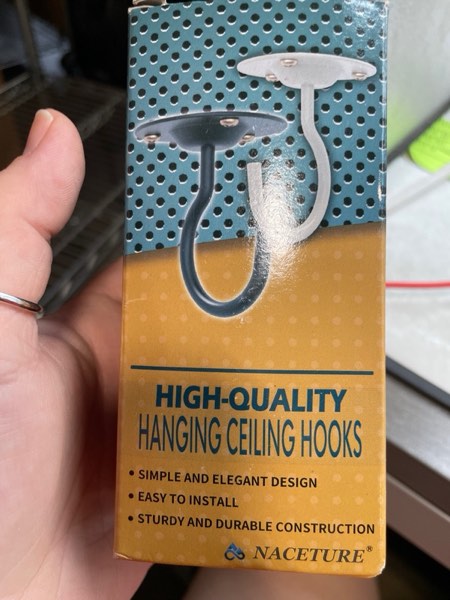 HIGH-QUALITY
HANGING CEILING HOOKS
• SIMPLE AND ELEGANT DESIGN
• EASY TO INSTALL
• STURDY AND DURABLE CONSTRUCTION
NACETURE®